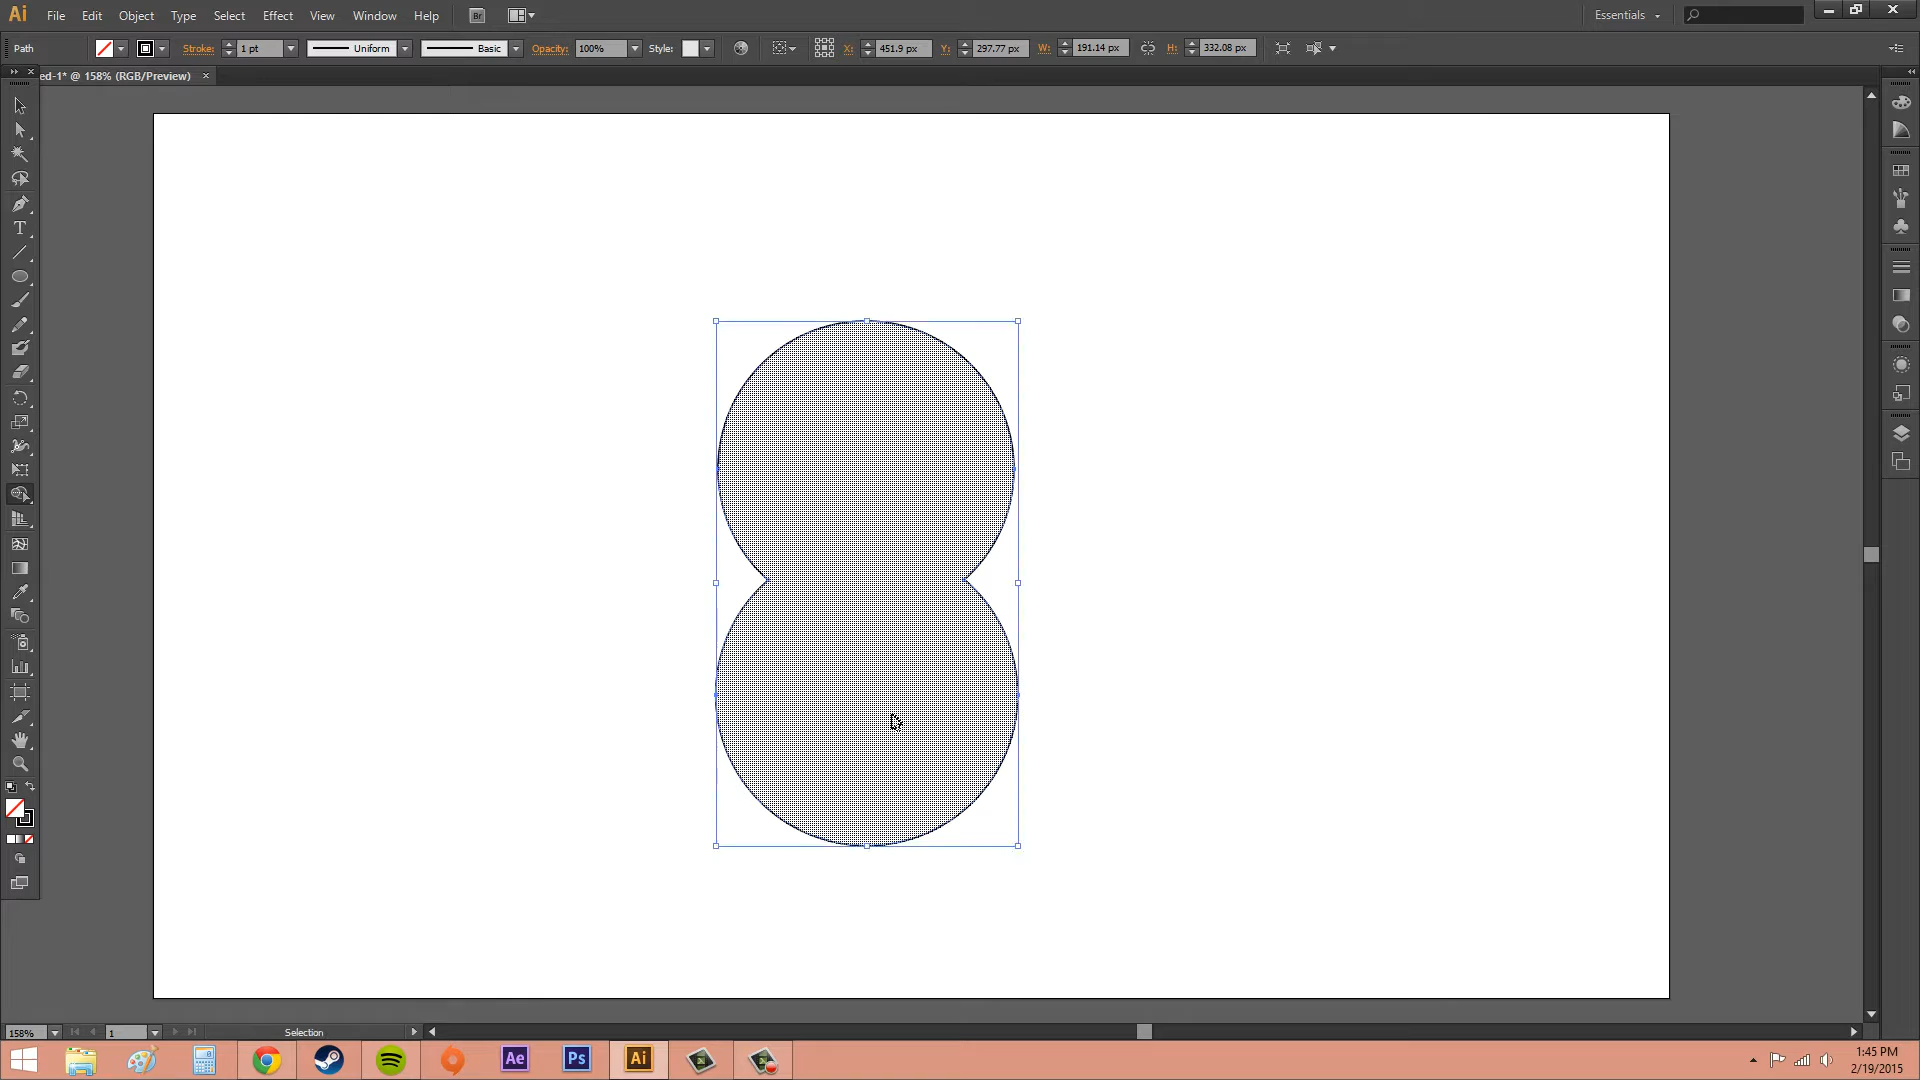 Ai File Edit Object Type Select Effect View Window Help Br Essentials
Path Stroke: 1 pt Uniform Basic Opacity: 100% Style: X: 451.9 px Y: 297.77 px W: 191.14 px H: 332.08 px
ed-1* @ 158% (RGB/Preview) ×
T
158% 1 Selection
Ae Ps Ai
1:45 PM
2/19/2015